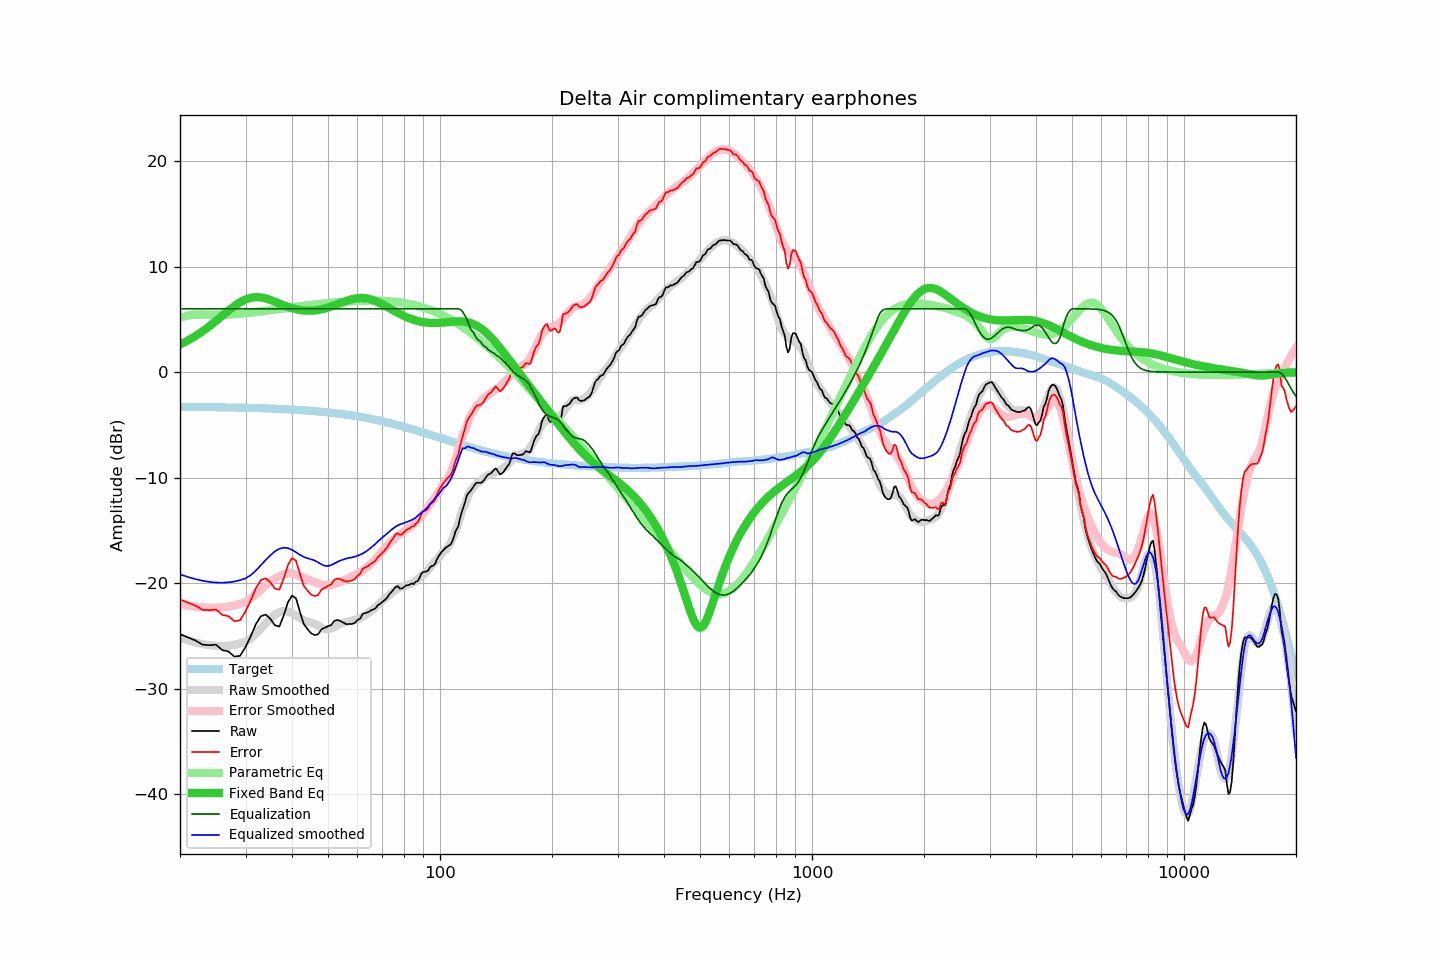 Delta Air complimentary earphones
20
10
0
−10
−20
−30
−40
Amplitude (dBr)
Target
Raw Smoothed
Error Smoothed
Raw
Error
Parametric Eq
Fixed Band Eq
Equalization
Equalized smoothed
100
1000
10000
Frequency (Hz)